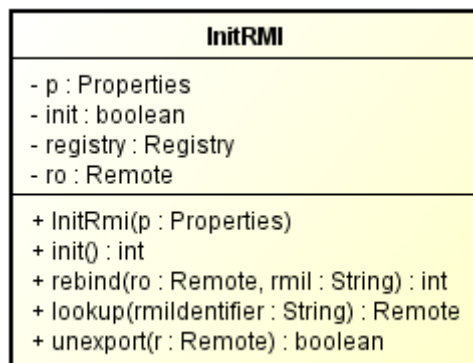 InitRMI
- p : Properties
- init : boolean
- registry : Registry
- ro : Remote
+ InitRmi(p : Properties)
+ init() : int
+ rebind(ro : Remote, rmil : String) : int
+ lookup(rmiIdentifier : String) : Remote
+ unexport(r : Remote) : boolean